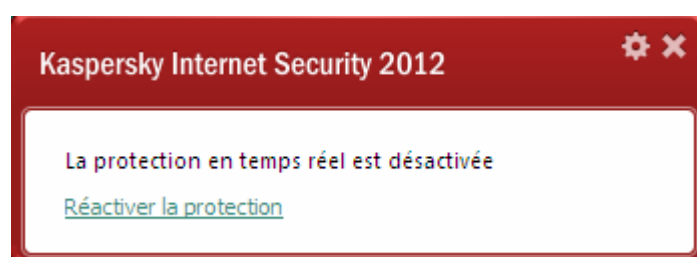 Kaspersky Internet Security 2012
La protection en temps réel est désactivée
Réactiver la protection